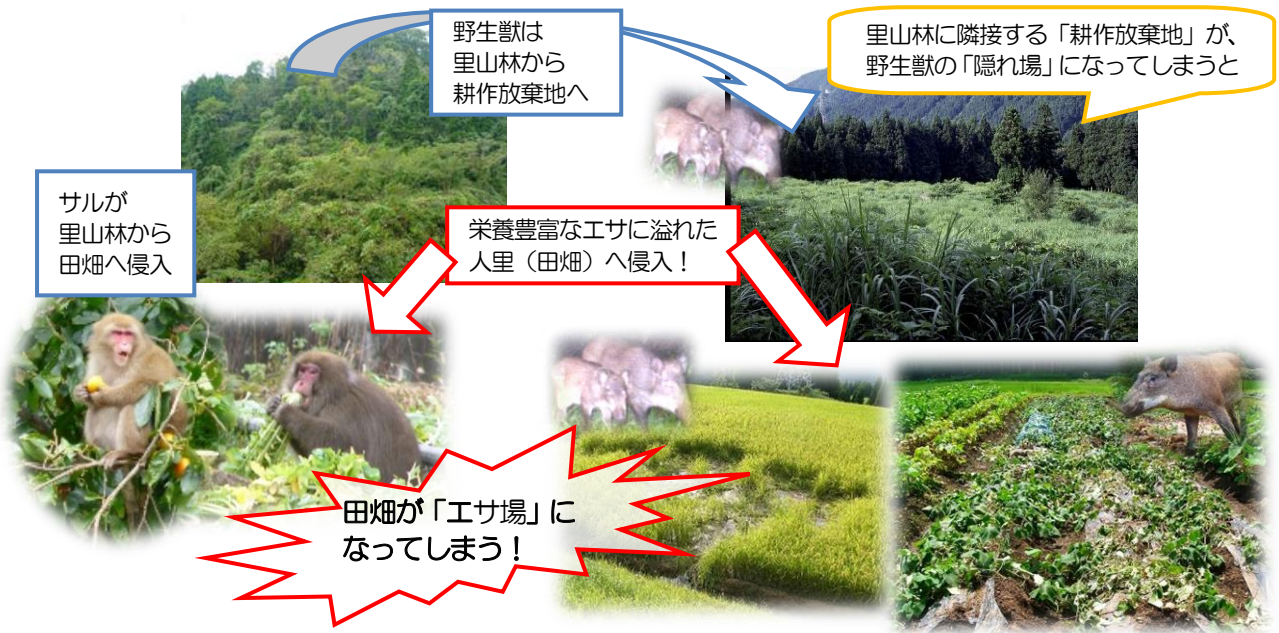 野生獣は
里山林から
耕作放棄地へ
里山林に隣接する「耕作放棄地」が、
野生獣の「隠れ場」になってしまうと
サルが
里山林から
田畑へ侵入
栄養豊富なエサに溢れた
人里（田畑）へ侵入！
田畑が「エサ場」に
なってしまう！